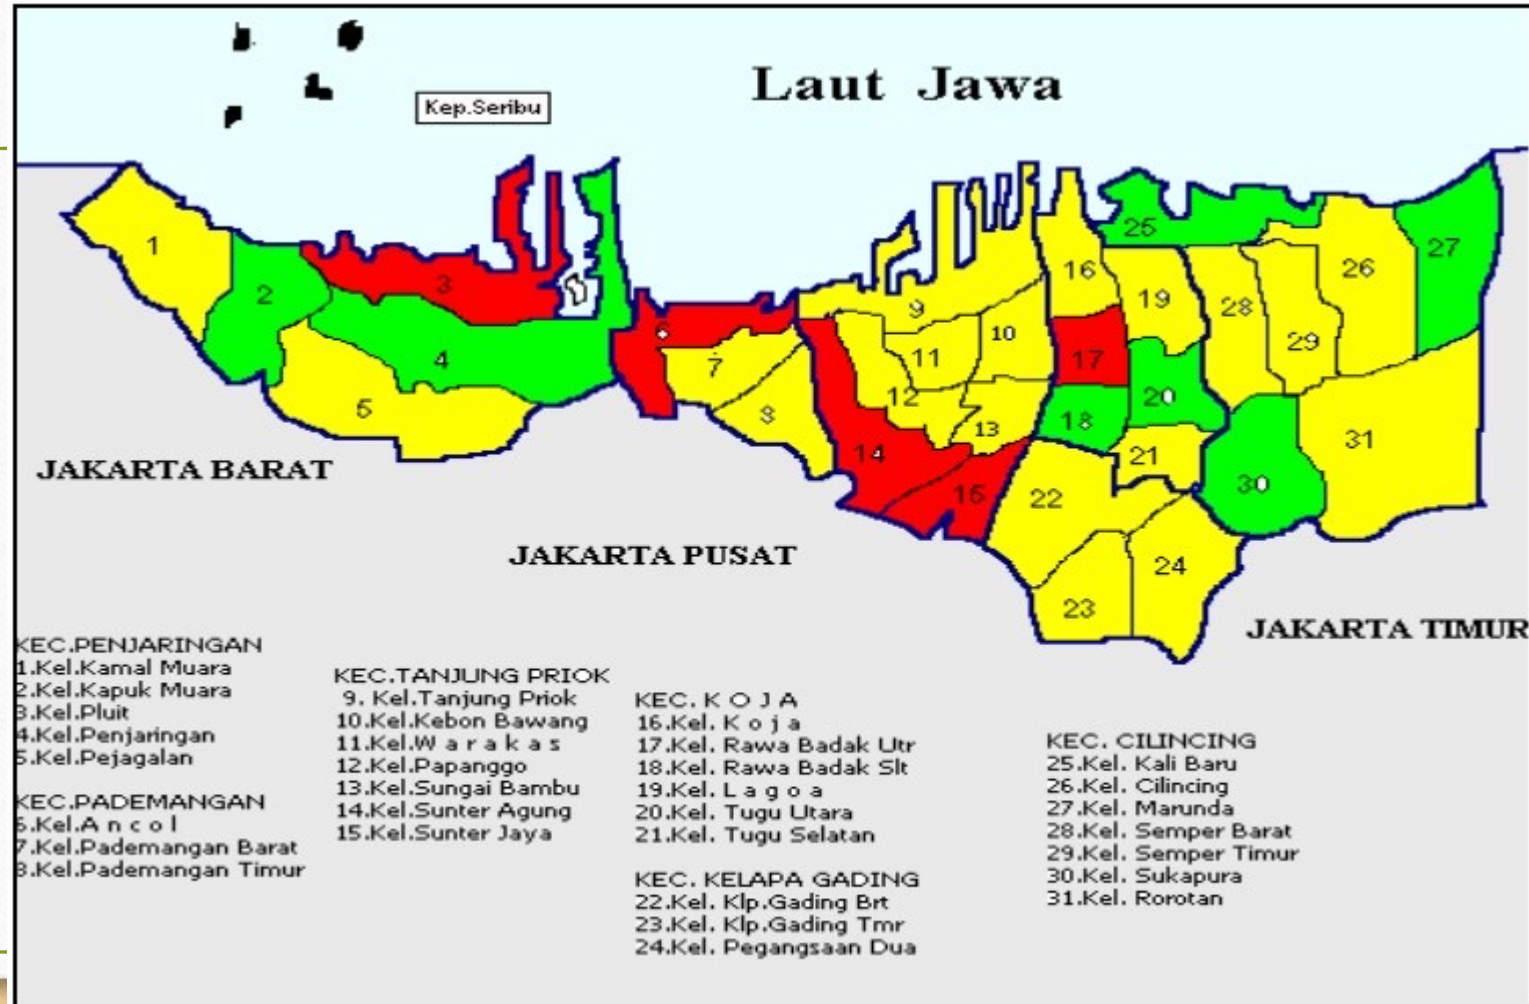 Laut Jawa
Kep.Seribu
1
2
3
4
5
6
7
8
9
10
11
12
13
14
15
16
17
18
19
20
21
22
23
24
25
26
27
28
29
30
31
JAKARTA BARAT
JAKARTA PUSAT
JAKARTA TIMUR
KEC.PENJARINGAN
1.Kel.Kamal Muara
2.Kel.Kapuk Muara
3.Kel.Pluit
4.Kel.Penjaringan
5.Kel.Pejagalan
KEC.PADEMANGAN
6.Kel.A n c o l
7.Kel.Pademangan Barat
8.Kel.Pademangan Timur
KEC.TANJUNG PRIOK
9. Kel.Tanjung Priok
10.Kel.Kebon Bawang
11.Kel.W a r a k a s
12.Kel.Papanggo
13.Kel.Sungai Bambu
14.Kel.Sunter Agung
15.Kel.Sunter Jaya
KEC. K O J A
16.Kel. K o j a
17.Kel. Rawa Badak Utr
18.Kel. Rawa Badak Slt
19.Kel. L a g o a
20.Kel. Tugu Utara
21.Kel. Tugu Selatan
KEC. KELAPA GADING
22.Kel. Klp.Gading Brt
23.Kel. Klp.Gading Tmr
24.Kel. Pegangsaan Dua
KEC. CILINCING
25.Kel. Kali Baru
26.Kel. Cilincing
27.Kel. Marunda
28.Kel. Semper Barat
29.Kel. Semper Timur
30.Kel. Sukapura
31.Kel. Rorotan